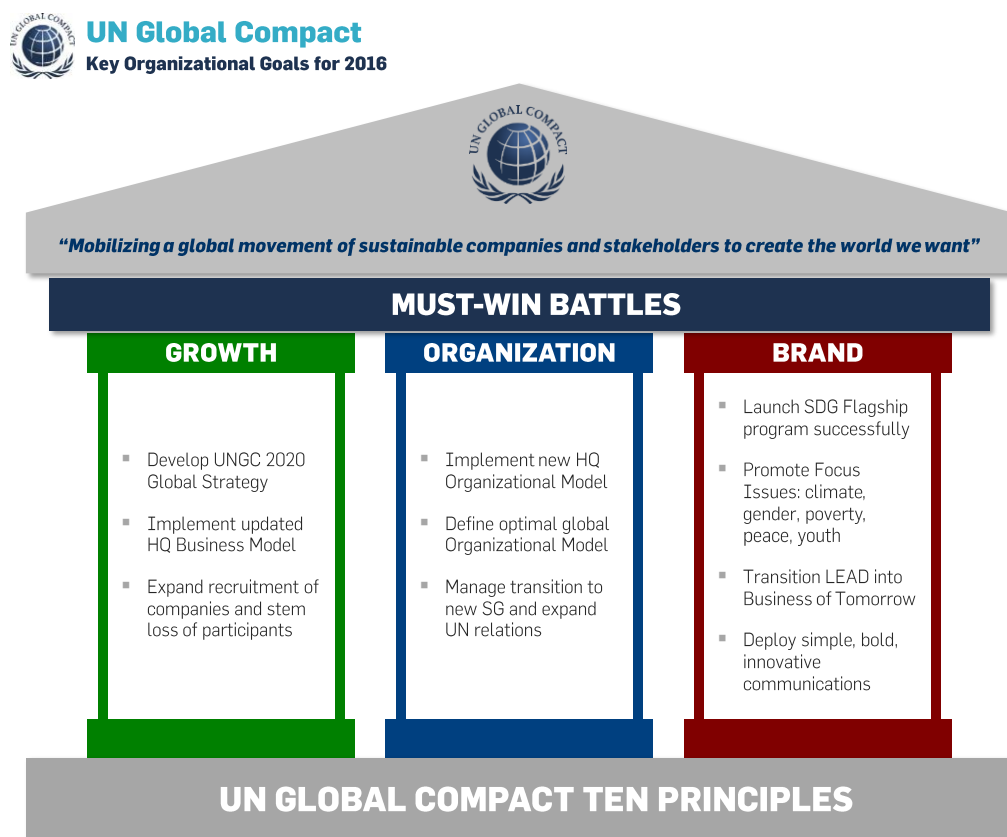 UN GLOBAL COMPACT
UN Global Compact
Key Organizational Goals for 2016
UN GLOBAL COMPACT
“Mobilizing a global movement of sustainable companies and stakeholders to create the world we want”
MUST-WIN BATTLES
GROWTH
Develop UNGC 2020
Global Strategy
Implement updated
HQ Business Model
Expand recruitment of
companies and stem
loss of participants
ORGANIZATION
Implement new HQ
Organizational Model
Define optimal global
Organizational Model
Manage transition to
new SG and expand
UN relations
BRAND
Launch SDG Flagship
program successfully
Promote Focus
Issues: climate,
gender, poverty,
peace, youth
Transition LEAD into
Business of Tomorrow
Deploy simple, bold,
innovative
communications
UN GLOBAL COMPACT TEN PRINCIPLES